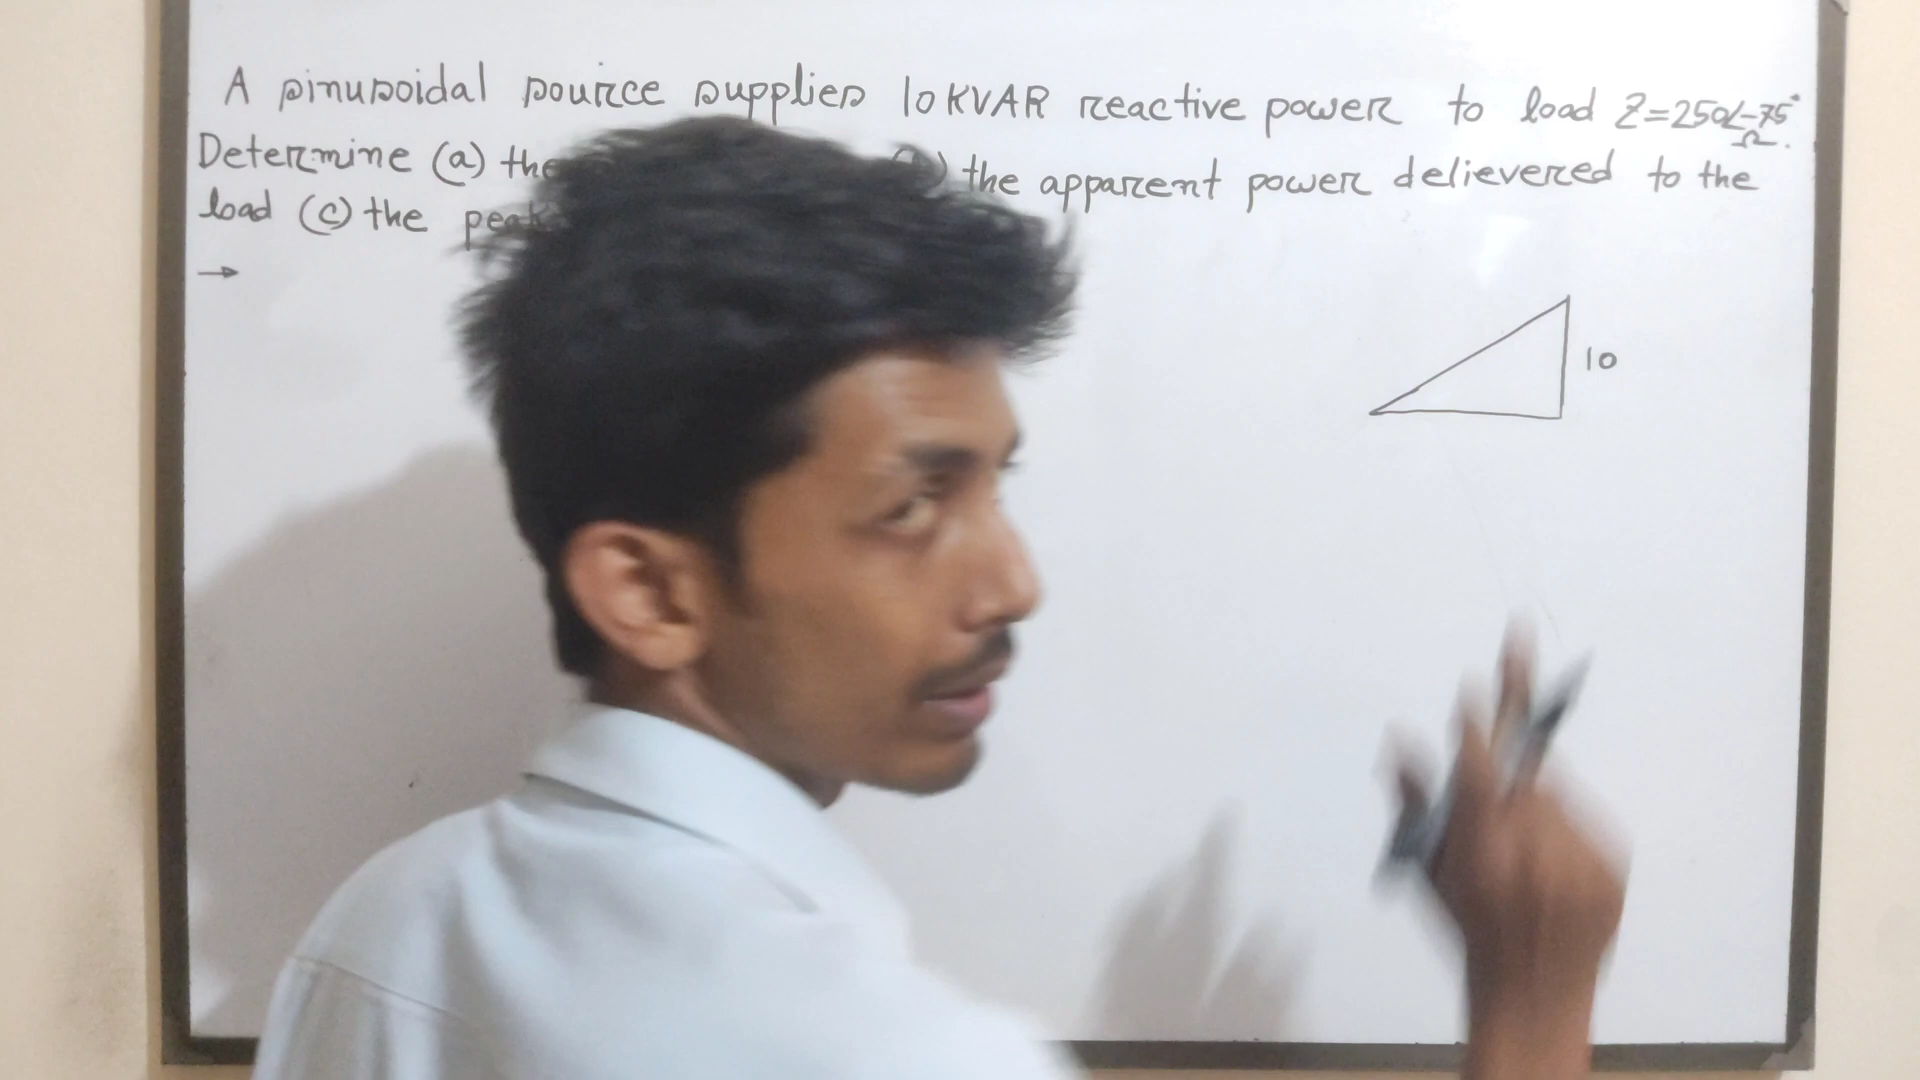 A sinusoidal source supplies 10 KVAR reactive power to load Z=250∠-75°
Ω.
Determine (a) the the apparent power delievered to the
load (c) the peak
→
10